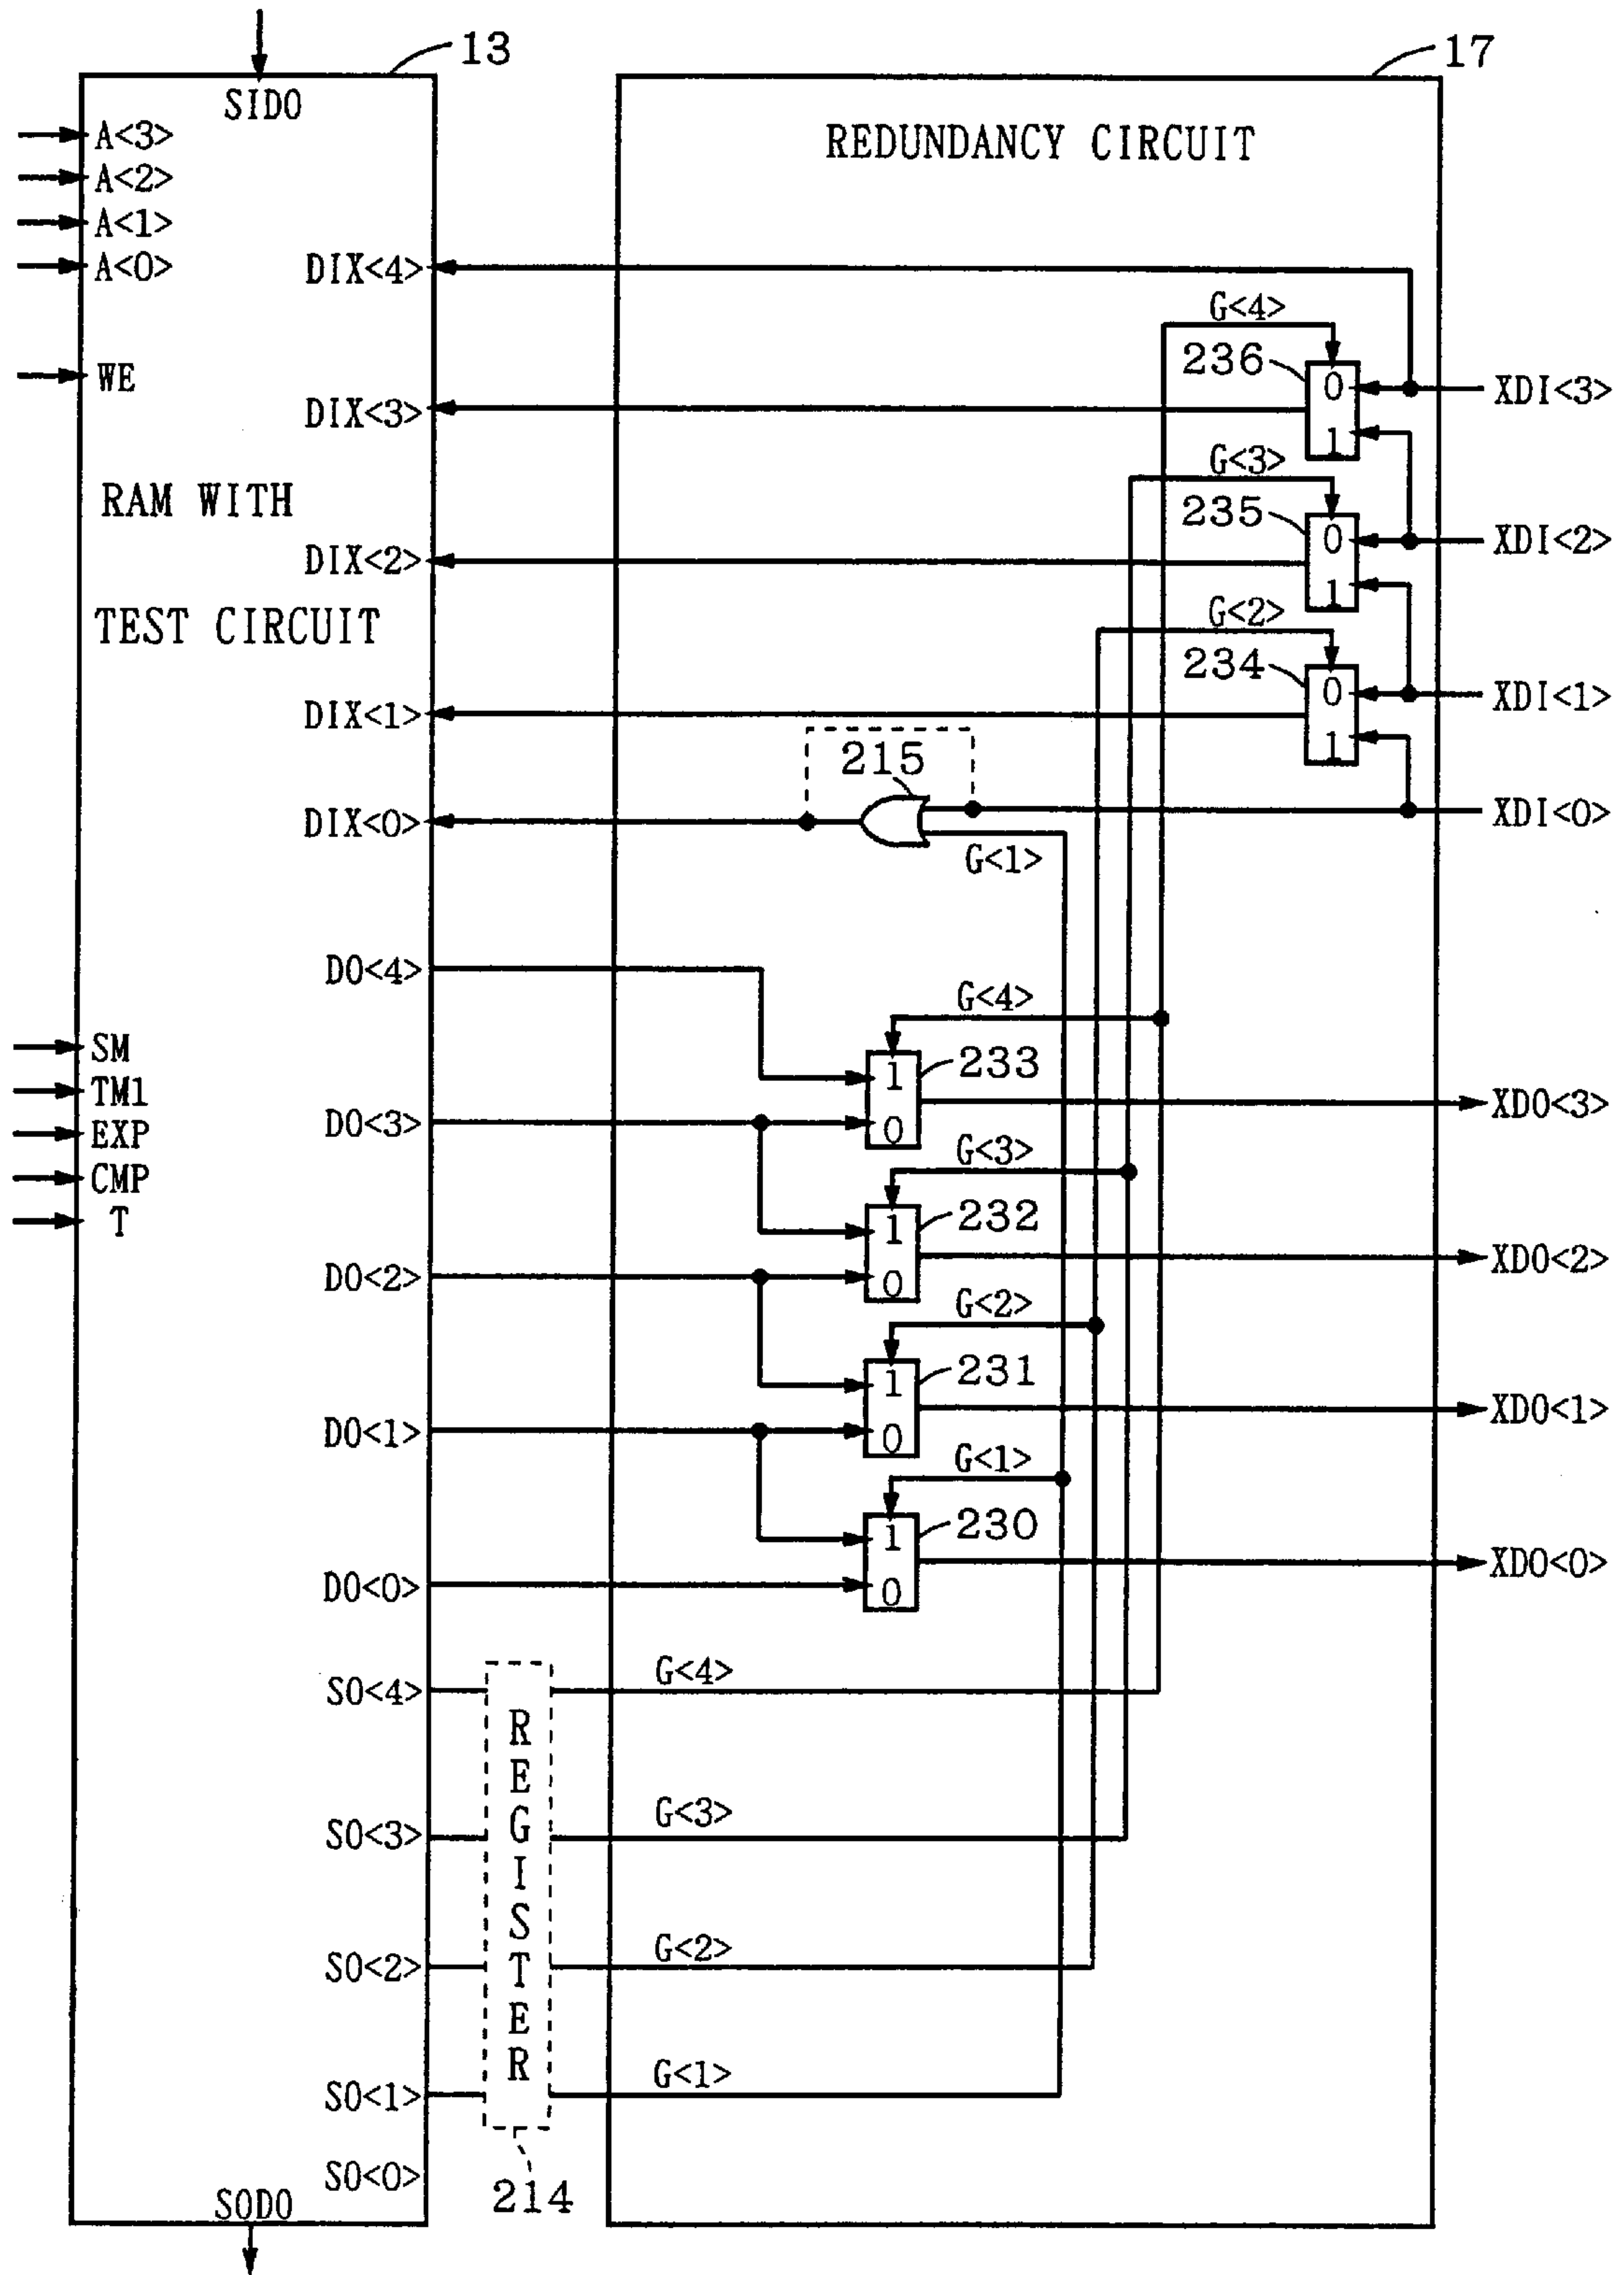 13
17
SIDO
REDUNDANCY CIRCUIT
A<3>
A<2>
A<1>
A<0>
DIX<4>
G<4>
236
0
1
XDI<3>
WE
DIX<3>
RAM WITH
G<3>
235
0
1
XDI<2>
DIX<2>
TEST CIRCUIT
G<2>
234
0
1
XDI<1>
DIX<1>
215
DIX<0>
XDI<0>
G<1>
DO<4>
G<4>
SM
TM1
EXP
CMP
T
1
0
233
XDO<3>
DO<3>
G<3>
1
0
232
XDO<2>
DO<2>
G<2>
1
0
231
XDO<1>
DO<1>
G<1>
1
0
230
XDO<0>
DO<0>
SO<4>
G<4>
REGISTER
SO<3>
G<3>
SO<2>
G<2>
SO<1>
G<1>
SO<0>
SODO
214